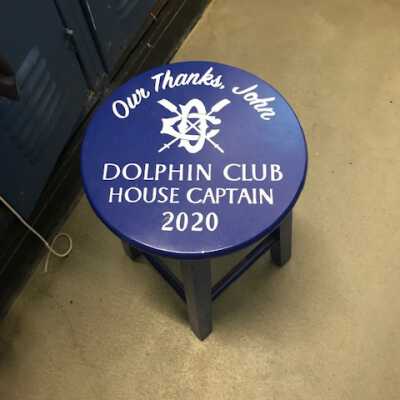 Our Thanks, John
DOLPHIN CLUB
HOUSE CAPTAIN
2020